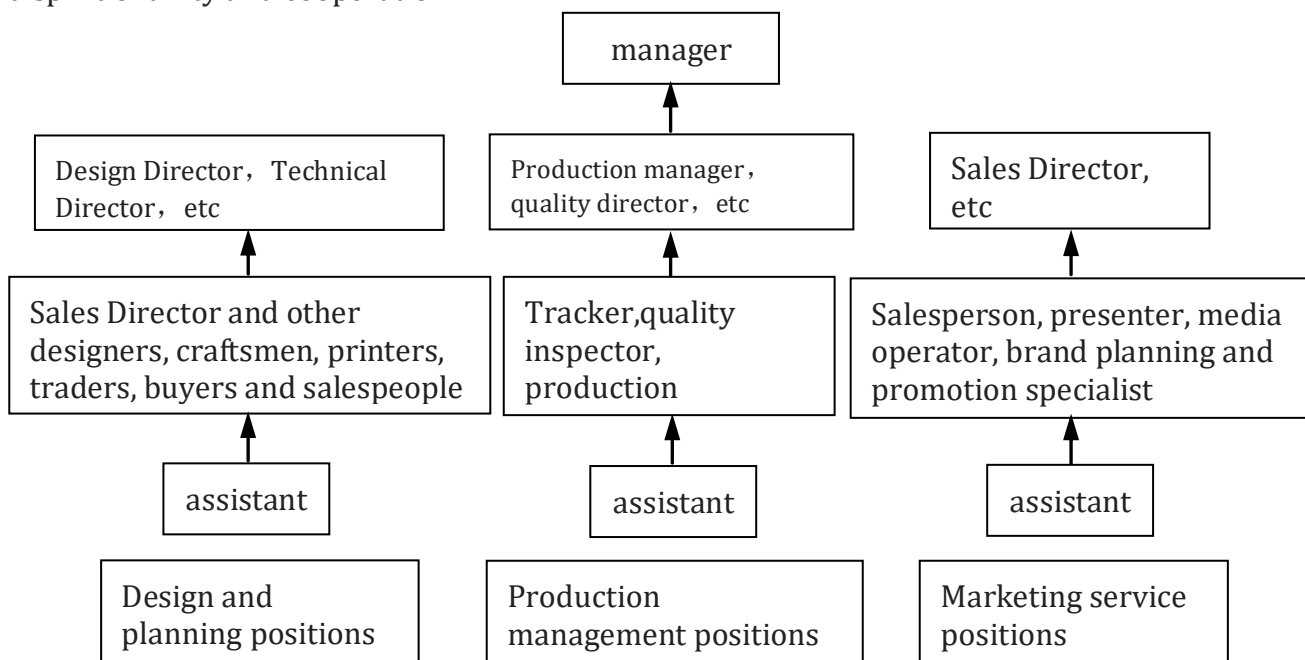 manager
Design Director，Technical
Director，etc
Production manager，
quality director，etc
Sales Director,
etc
Sales Director and other
designers, craftsmen, printers,
traders, buyers and salespeople
Tracker,quality
inspector,
production
Salesperson, presenter, media
operator, brand planning and
promotion specialist
assistant
assistant
assistant
Design and
planning positions
Production
management positions
Marketing service
positions